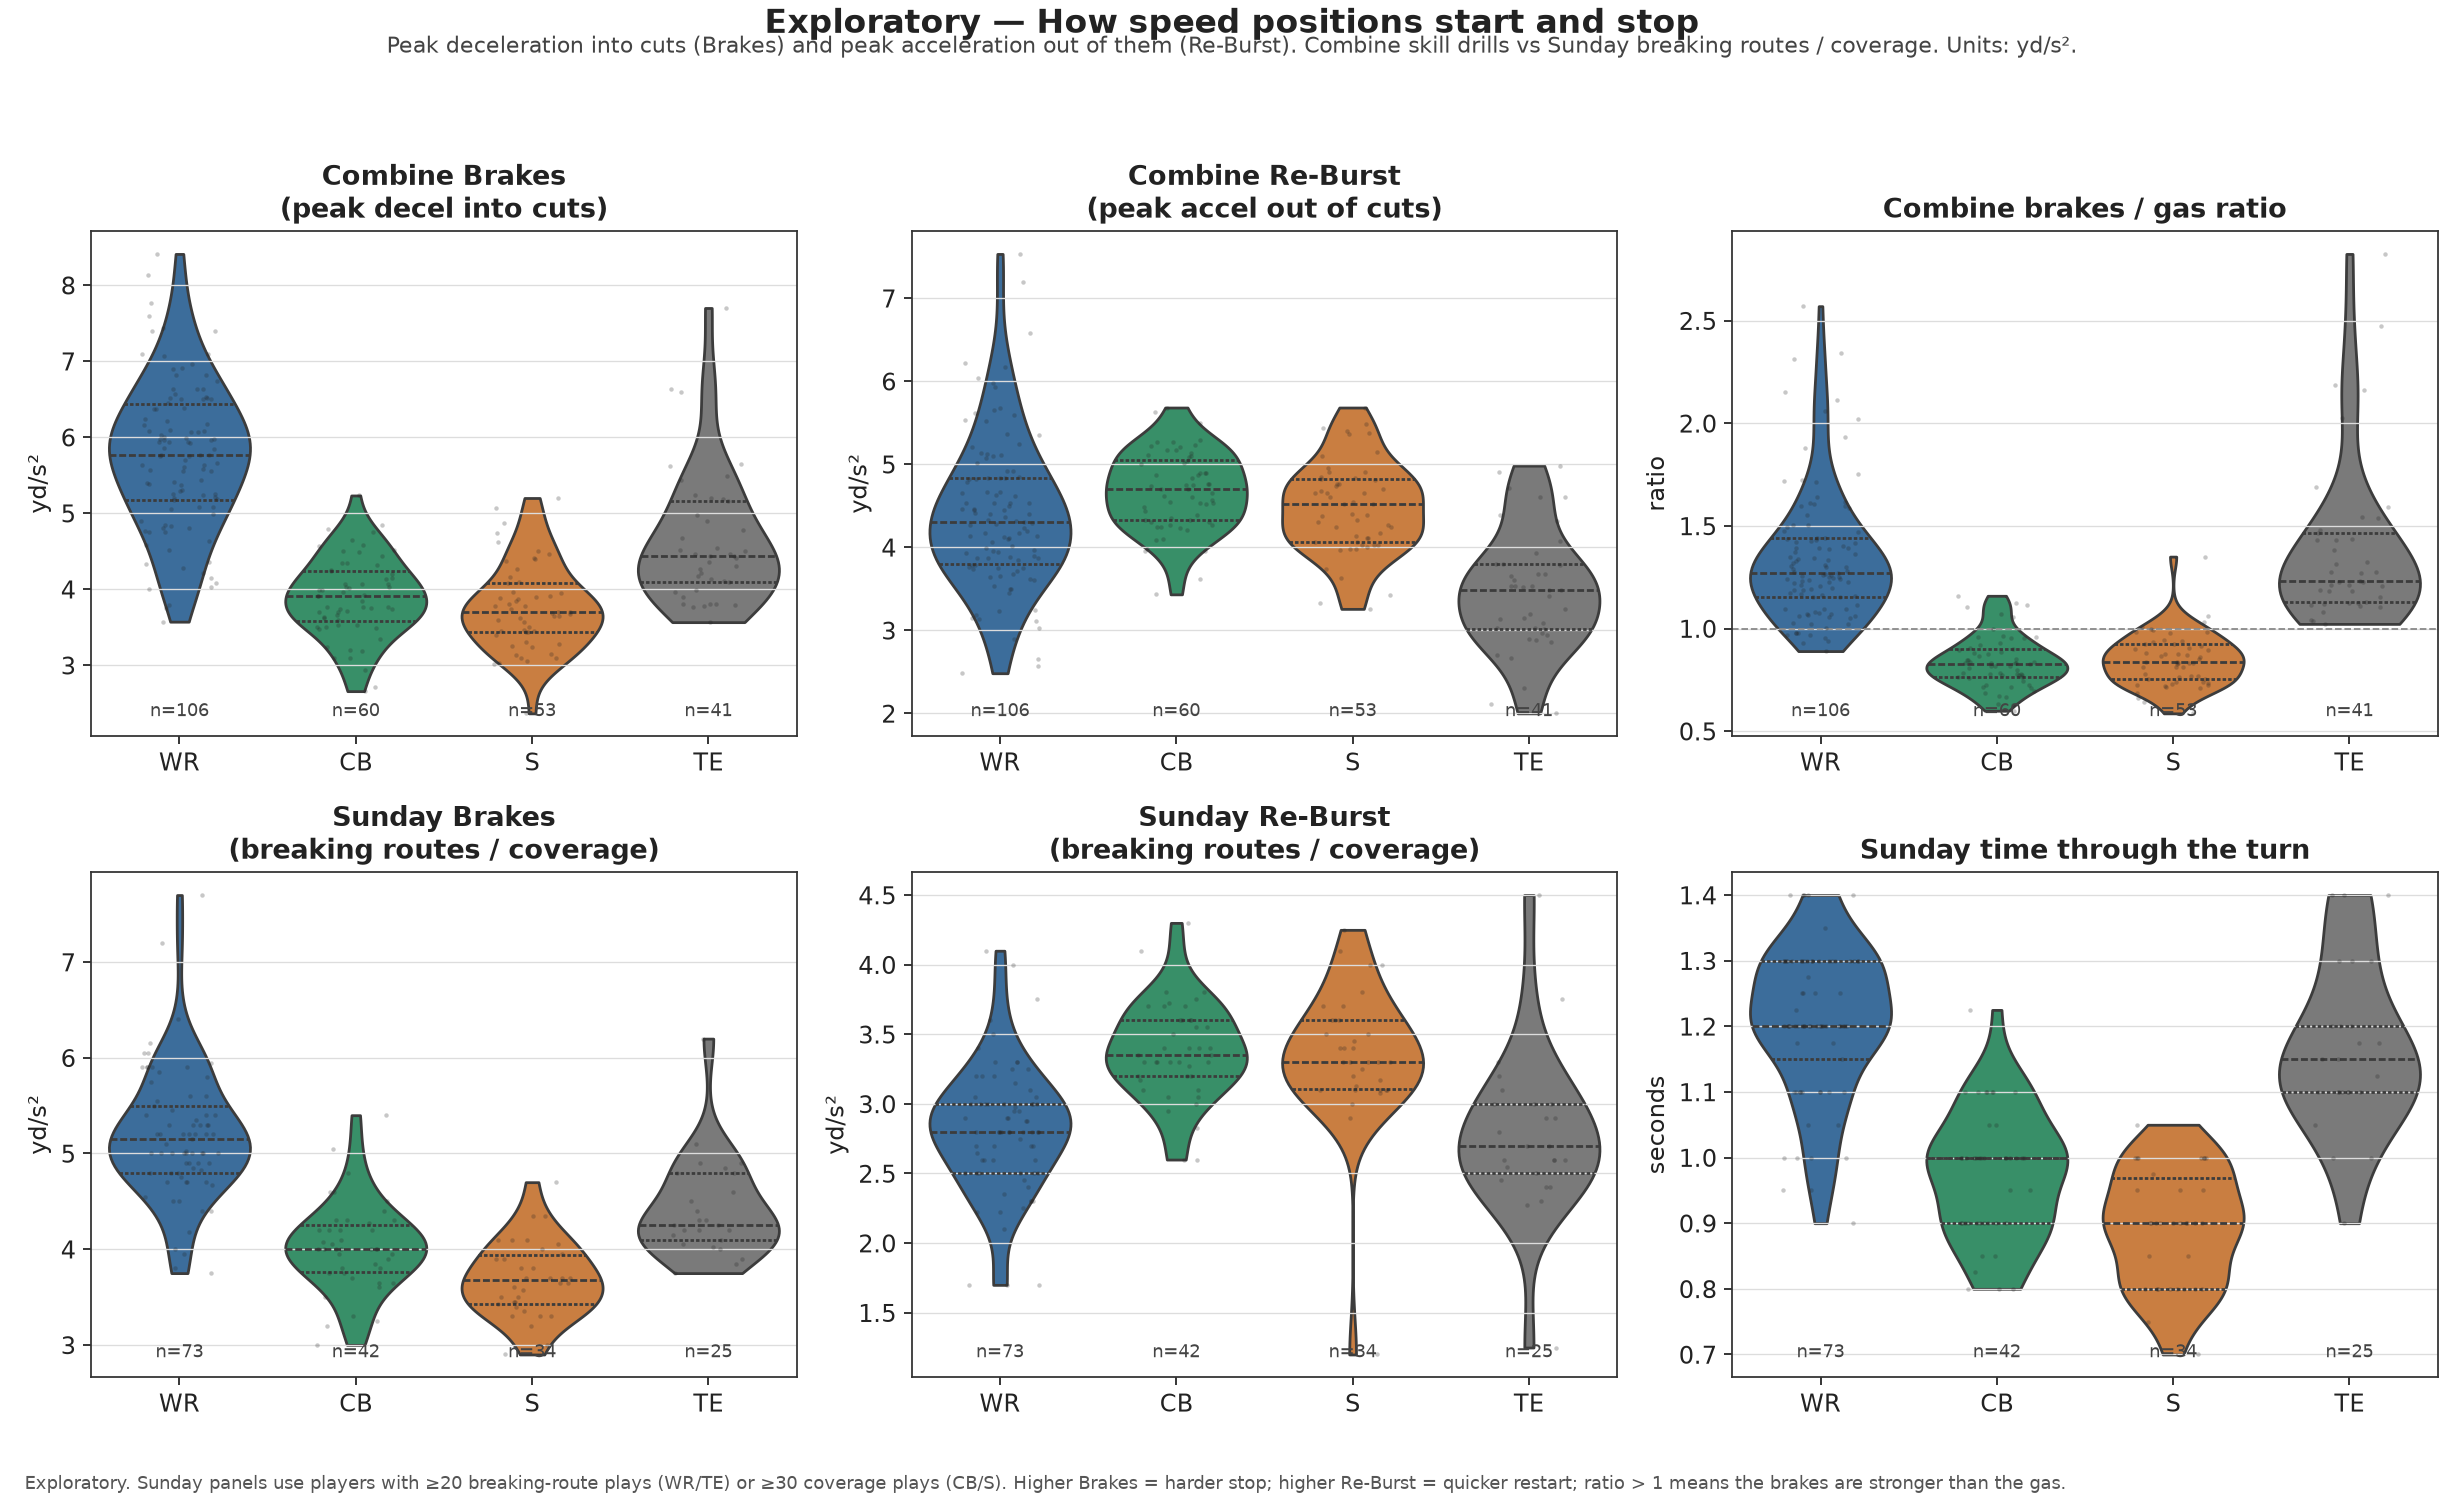 Exploratory — How speed positions start and stop
Peak deceleration into cuts (Brakes) and peak acceleration out of them (Re-Burst). Combine skill drills vs Sunday breaking routes / coverage. Units: yd/s².
Combine Brakes
(peak decel into cuts)
yd/s²
8
7
6
5
4
3
n=106
n=60
n=53
n=41
WR
CB
S
TE
Combine Re-Burst
(peak accel out of cuts)
yd/s²
7
6
5
4
3
2
n=106
n=60
n=53
n=41
WR
CB
S
TE
Combine brakes / gas ratio
ratio
2.5
2.0
1.5
1.0
0.5
n=106
n=60
n=53
n=41
WR
CB
S
TE
Sunday Brakes
(breaking routes / coverage)
yd/s²
7
6
5
4
3
n=73
n=42
n=34
n=25
WR
CB
S
TE
Sunday Re-Burst
(breaking routes / coverage)
yd/s²
4.5
4.0
3.5
3.0
2.5
2.0
1.5
n=73
n=42
n=34
n=25
WR
CB
S
TE
Sunday time through the turn
seconds
1.4
1.3
1.2
1.1
1.0
0.9
0.8
0.7
n=73
n=42
n=34
n=25
WR
CB
S
TE
Exploratory. Sunday panels use players with ≥20 breaking-route plays (WR/TE) or ≥30 coverage plays (CB/S). Higher Brakes = harder stop; higher Re-Burst = quicker restart; ratio > 1 means the brakes are stronger than the gas.